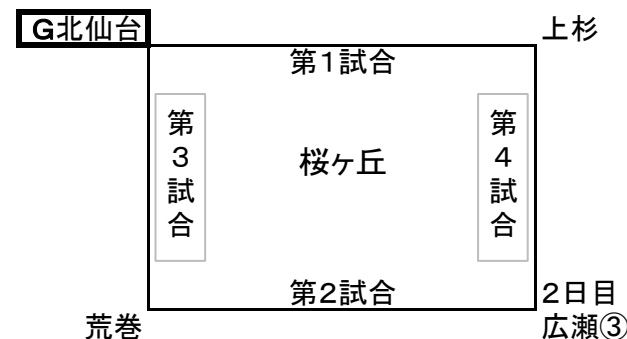 G北仙台
上杉
第1試合
第3試合
桜ヶ丘
第4試合
第2試合
2日目
荒巻
広瀬③